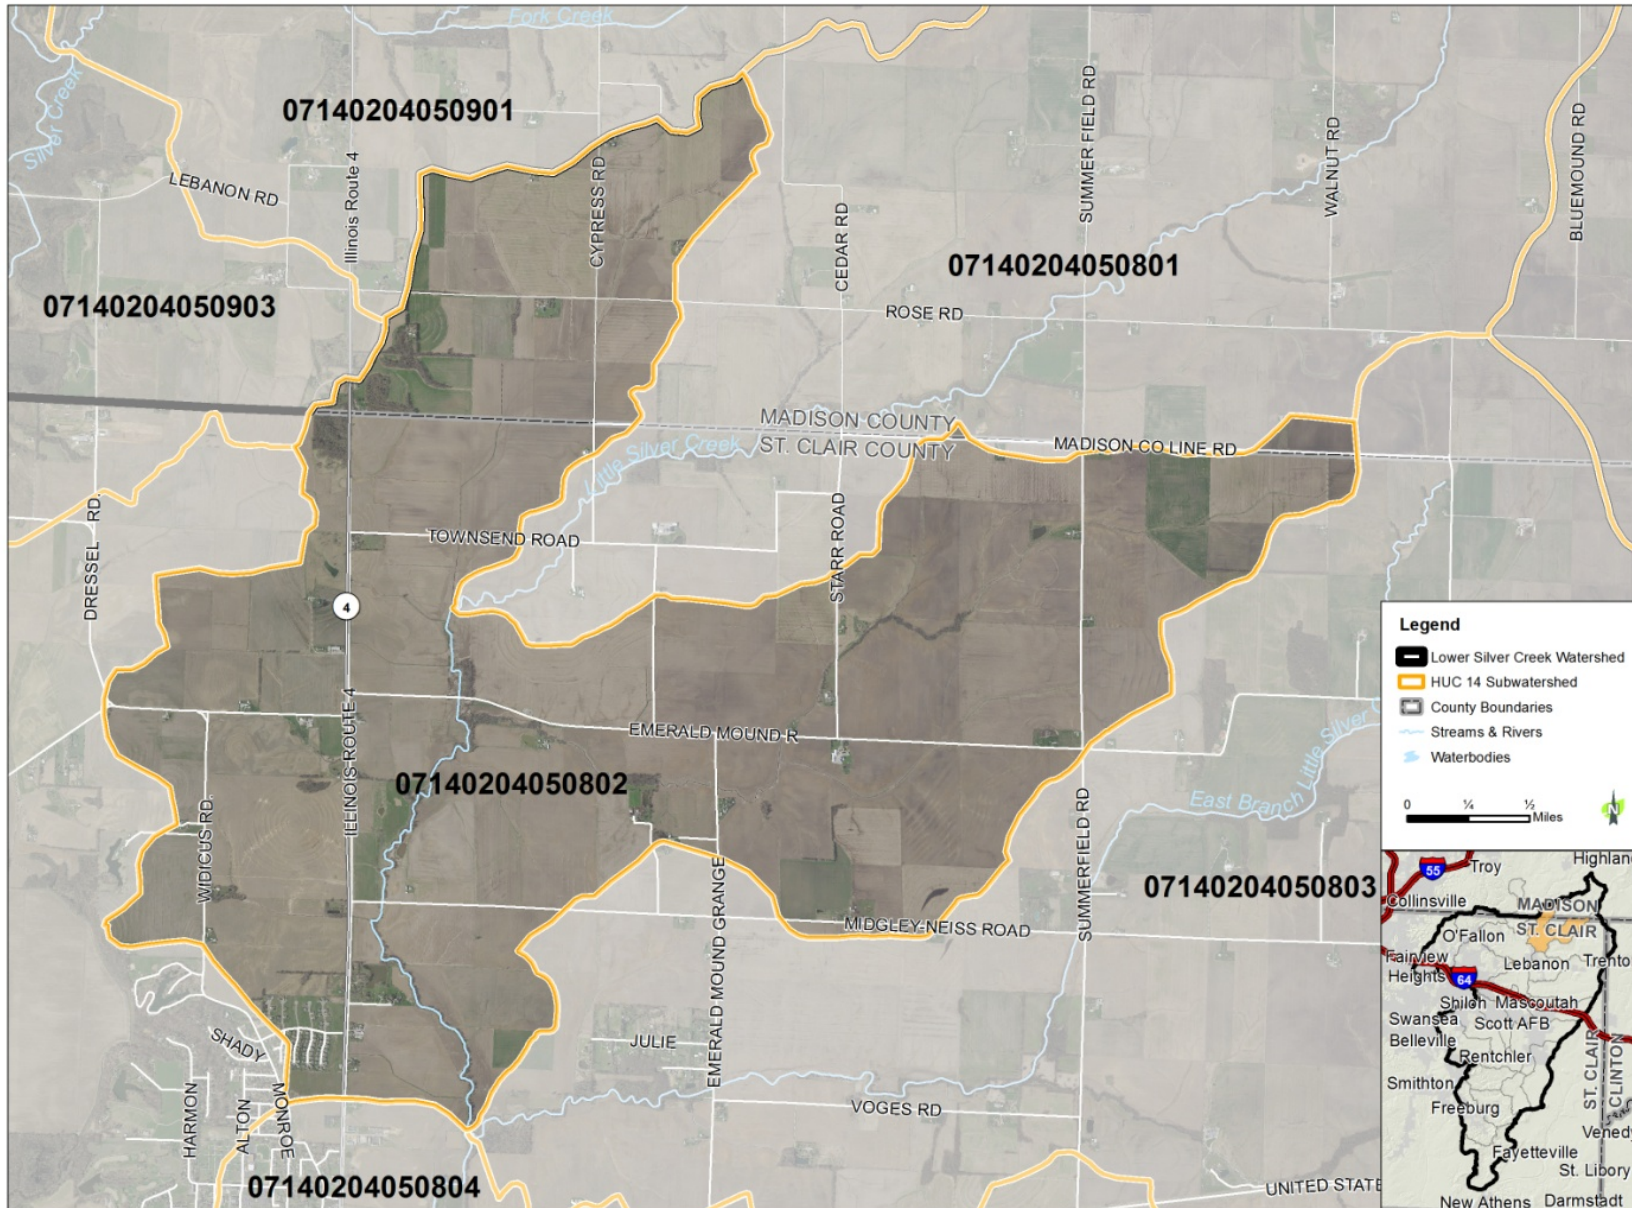 Fork Creek
Silver Creek
07140204050901
Illinois Route 4
LEBANON RD
CYPRESS RD
CEDAR RD
SUMMER FIELD RD
WALNUT RD
BLUEMOUND RD
07140204050801
07140204050903
ROSE RD
MADISON COUNTY
ST. CLAIR COUNTY
Little Silver Creek
MADISON CO LINE RD
DRESSEL RD.
TOWNSEND ROAD
STARR ROAD
4
ILLINOIS ROUTE 4
EMERALD MOUND R
07140204050802
WIDICUS RD.
EMERALD MOUND GRANGE
SUMMERFIELD RD
East Branch Little Silver C
07140204050803
MIDGLEY-NEISS ROAD
SHADY
JULIE
HARMON
ALTON
MONROE
VOGES RD
07140204050804
UNITED STATE
Legend
Lower Silver Creek Watershed
HUC 14 Subwatershed
County Boundaries
Streams & Rivers
Waterbodies
0 ¼ ½
Miles
N
55
Troy
Highland
Collinsville
MADISON
ST. CLAIR
O'Fallon
Fairview
Heights
Lebanon
Trento
64
Shiloh
Mascoutah
Swansea
Scott AFB
Belleville
Rentchler
Smithton
ST. CLAIR
CLINTON
Freeburg
Venedy
Fayetteville
St. Libory
New Athens
Darmstadt